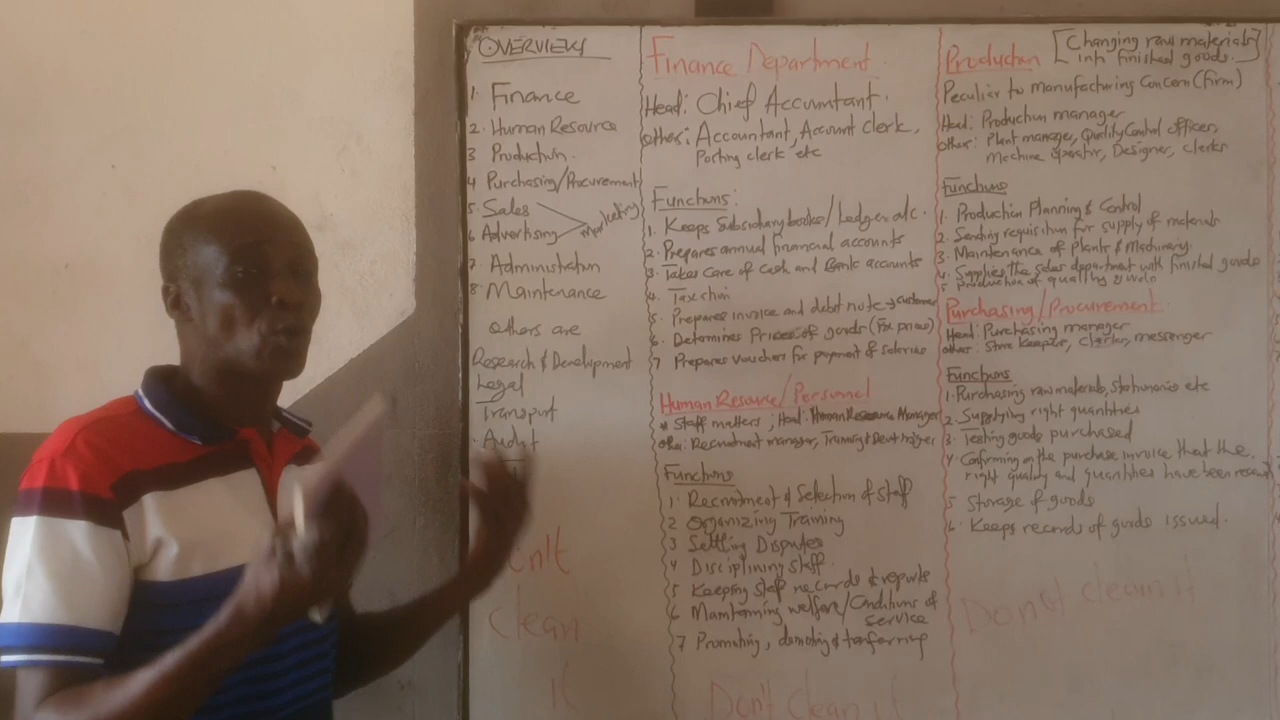 OVERVIEW
1. Finance
2. Human Resource
3 Production.
4 Purchasing/Procurement
5. Sales
6 Advertising
Marketing
7. Administration
8. Maintenance
Others are
Research & Development
Legal
Transport
Audit
Don't
Clean
It
Finance Department.
Head: Chief Accountant.
Other: Accountant, Account clerk,
Posting clerk etc
Functions:
1. Keeps Subsidiary books/Ledger a/c.
2. Prepares annual financial accounts
3. Takes care of cash and Bank accounts
4. Taxation
5. Prepares invoice and debit note → customer
6. Determines Prices of goods (Fix prices)
7 Prepares vouchers for payment of salaries
Human Resource/Personnel
* Staff matters; Head: Human Resource Manager
other: Recruitment manager, Training & Devt
Functions
1. Recruitment & Selection of Staff
2 Organizing Training
3 Settling Disputes
4 Disciplining staff.
5 Keeping staff records & reports
6 Maintaining welfare/Conditions of
service
7 Promoting, demoting & transferring
Don't clean it
Production [Changing raw materials
into finished goods.]
Peculiar to manufacturing Concern (firm)
Head: Production manager
Other: Plant manager, Quality Control officer,
Machine operator, Designer, Clerks
Functions
1. Production Planning & Control
2. Sending requisition for supply of materials
3. Maintenance of Plants & Machinery.
4. Supplies the sales department with finished goods
5 Production of quality goods
Purchasing/Procurement.
Head: Purchasing manager
other: Store keeper, clerks, messenger
Functions
1. Purchasing raw materials, Stationeries etc
2. Supplying right quantities
3. Testing goods purchased
4. Confirming on the purchase invoice that the
right quality and quantities have been
5 Storage of goods
6. Keeps records of goods issued.
Don't clean it